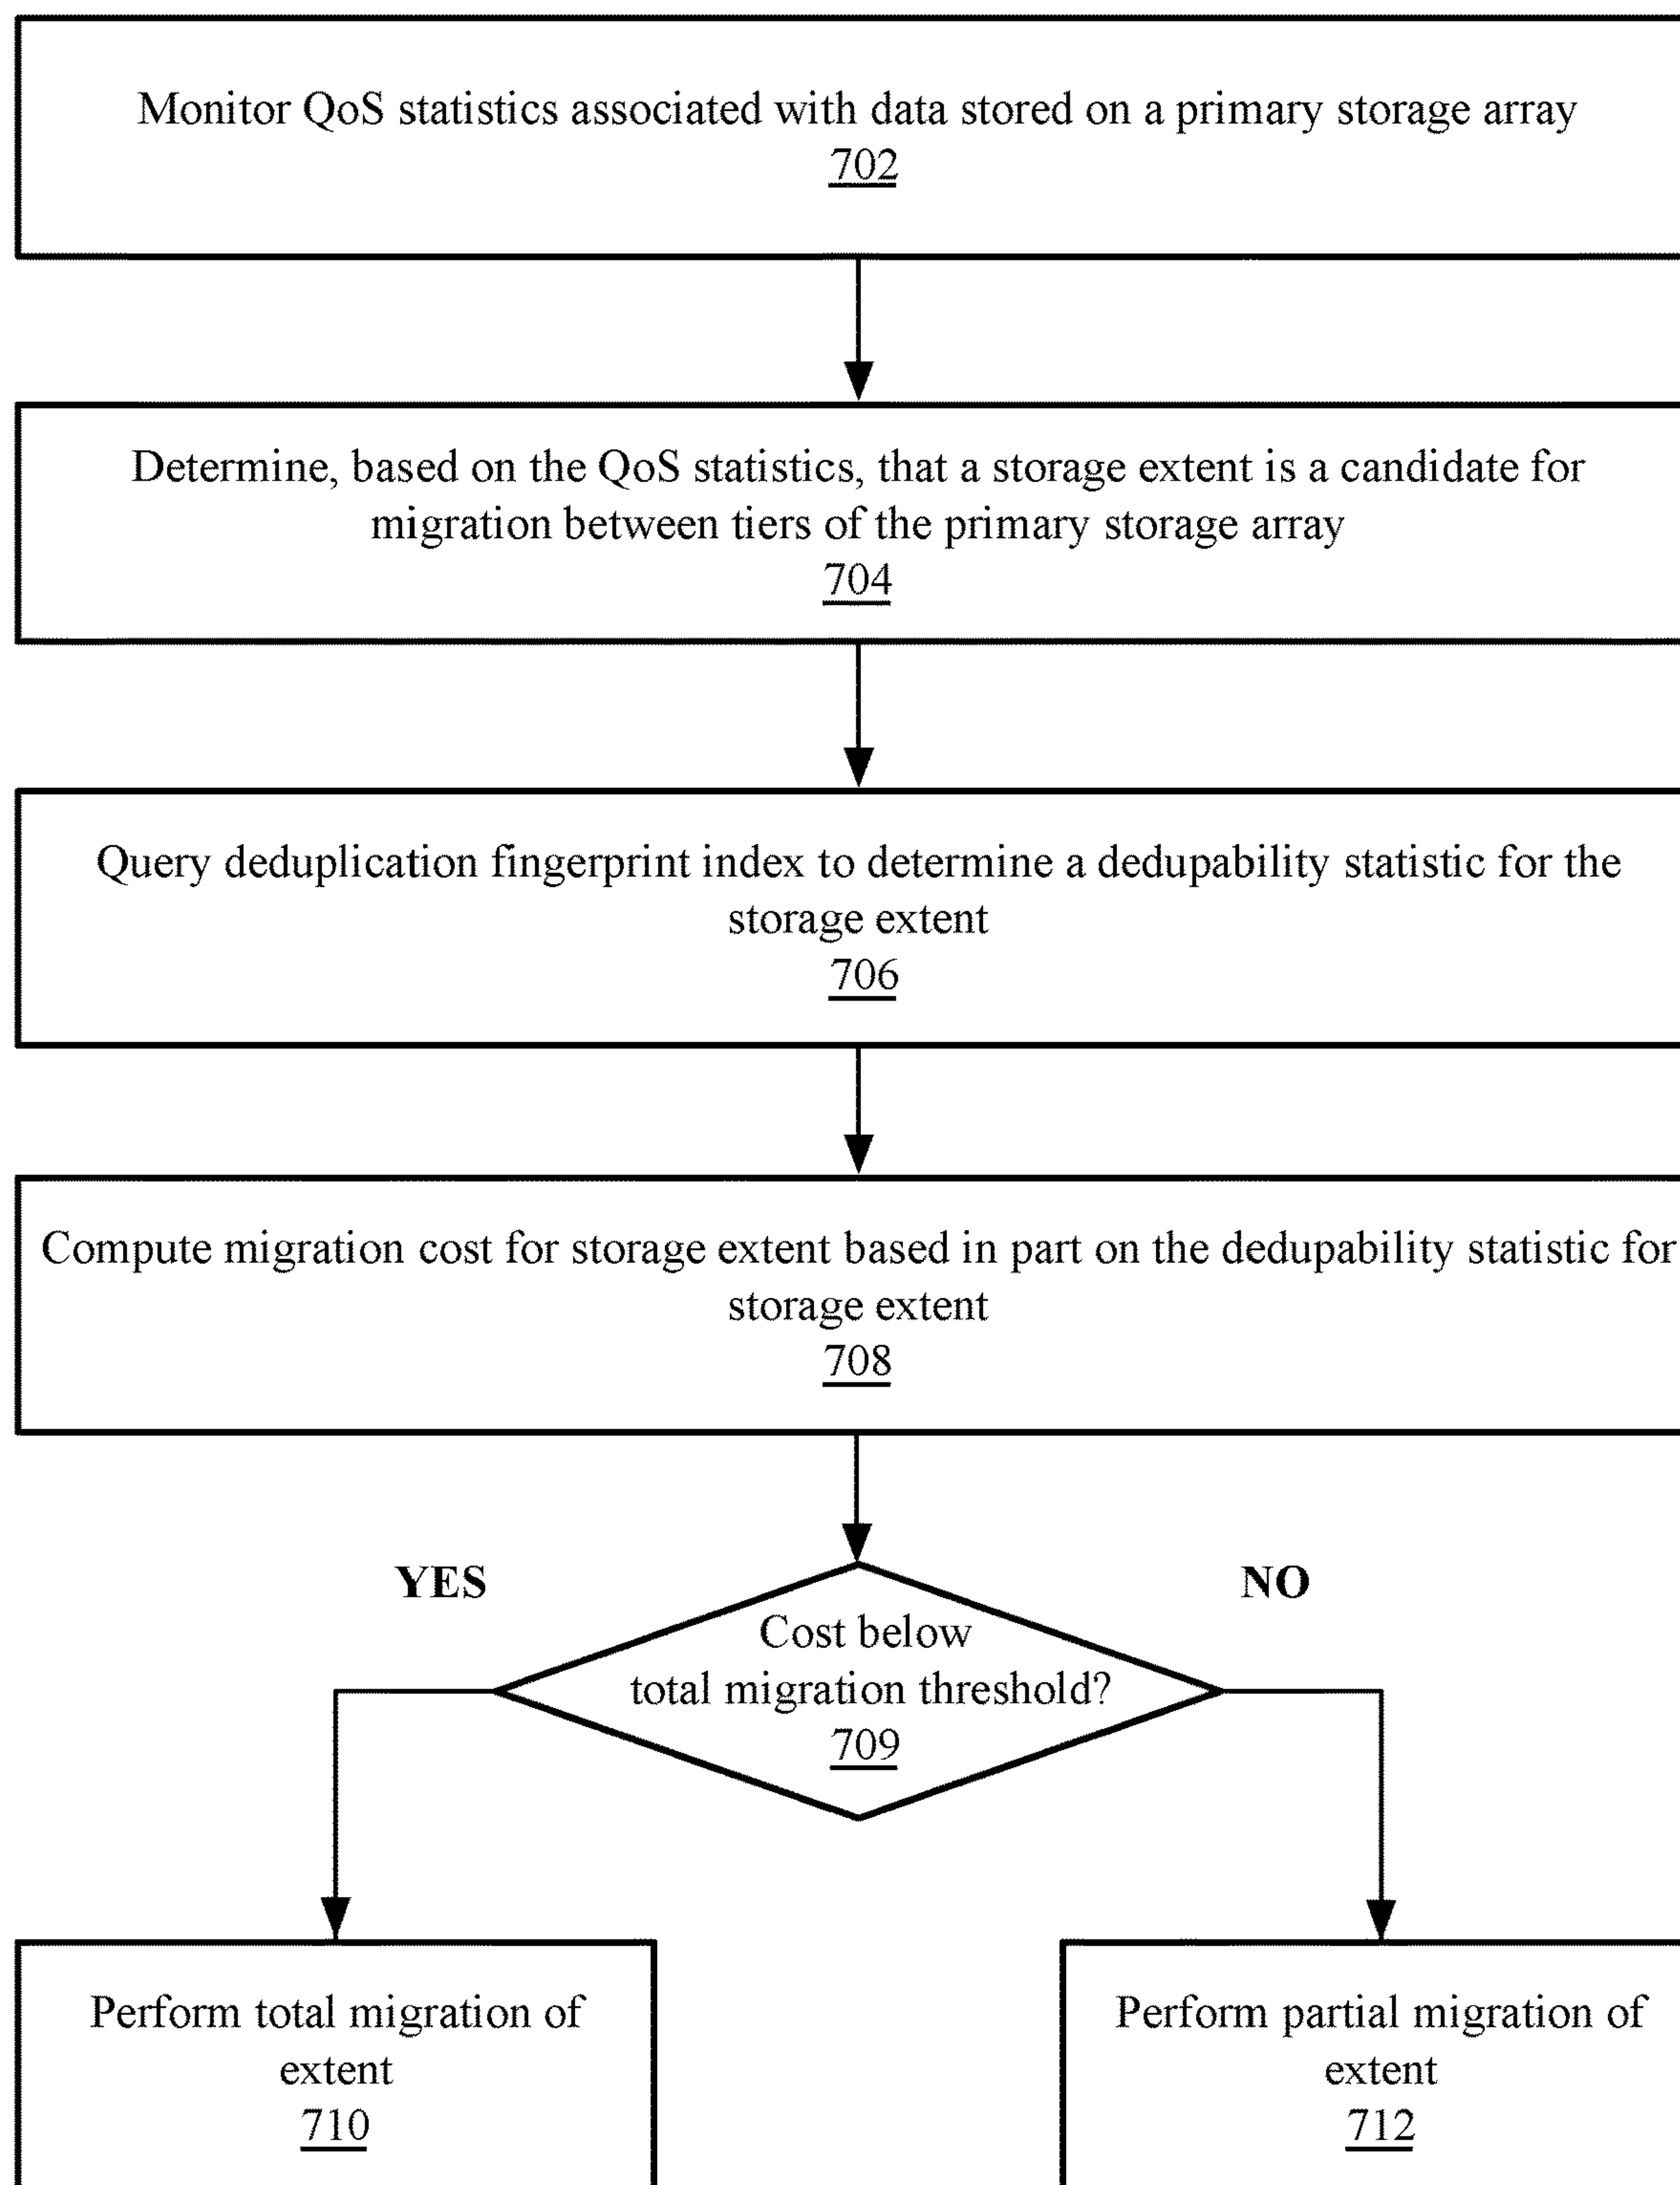 Monitor QoS statistics associated with data stored on a primary storage array
702
Determine, based on the QoS statistics, that a storage extent is a candidate for
migration between tiers of the primary storage array
704
Query deduplication fingerprint index to determine a dedupability statistic for the
storage extent
706
Compute migration cost for storage extent based in part on the dedupability statistic for
storage extent
708
YES
NO
Cost below
total migration threshold?
709
Perform total migration of
extent
710
Perform partial migration of
extent
712